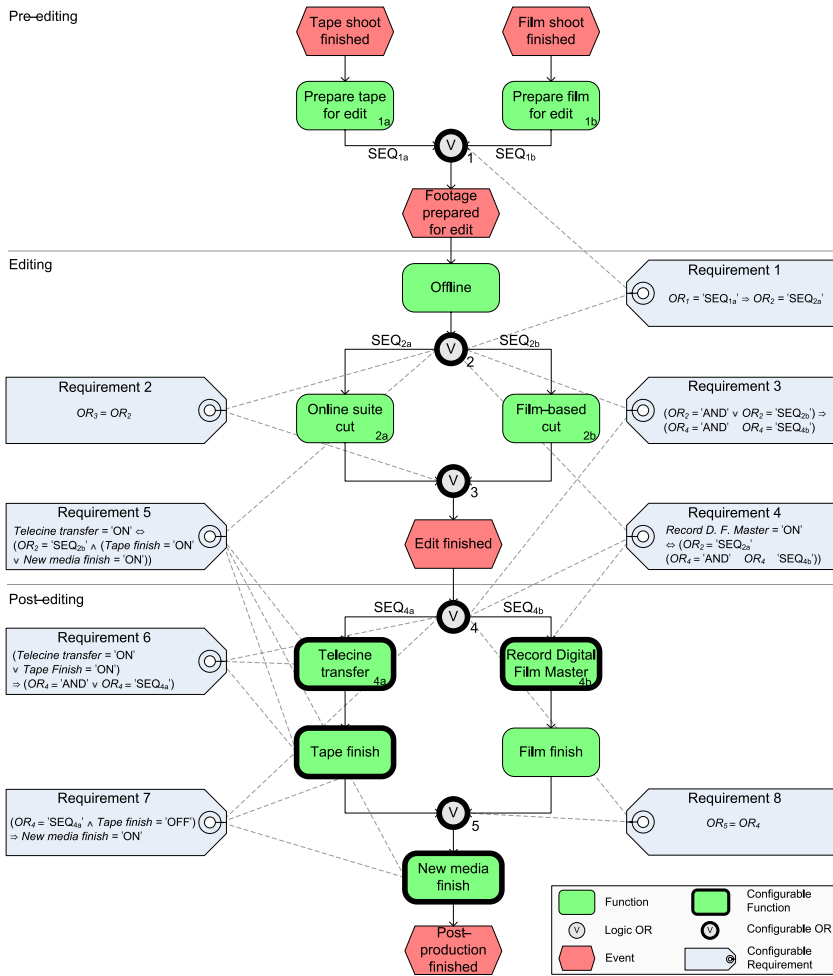 Pre–editing
Tape shoot
finished
Film shoot
finished
Prepare tape
for edit
1a
Prepare film
for edit
1b
SEQ1a
V
1
SEQ1b
Footage
prepared
for edit
Editing
Offline
Requirement 1
OR1 = 'SEQ1a' ⇒ OR2 = 'SEQ2a'
SEQ2a
V
2
SEQ2b
Requirement 2
OR3 = OR2
Online suite
cut
2a
Film–based
cut
2b
Requirement 3
(OR2 = 'AND' ∨ OR2 = 'SEQ2b') ⇒
(OR4 = 'AND' OR4 = 'SEQ4b')
V
3
Requirement 5
Telecine transfer = 'ON' ⇔
(OR2 = 'SEQ2b' ∧ (Tape finish = 'ON'
∨ New media finish = 'ON'))
Edit finished
Requirement 4
Record D. F. Master = 'ON'
⇔ (OR2 = 'SEQ2a'
(OR4 = 'AND' OR4 'SEQ4b'))
Post–editing
SEQ4a
V
4
SEQ4b
Requirement 6
(Telecine transfer = 'ON'
∨ Tape Finish = 'ON')
⇒ (OR4 = 'AND' ∨ OR4 = 'SEQ4a')
Telecine
transfer
4a
Record Digital
Film Master
4b
Tape finish
Film finish
Requirement 7
(OR4 = 'SEQ4a' ∧ Tape finish = 'OFF')
⇒ New media finish = 'ON'
V
5
Requirement 8
OR5 = OR4
New media
finish
Post–
production
finished
Function
Configurable
Function
V
Logic OR
V
Configurable OR
Event
Configurable
Requirement